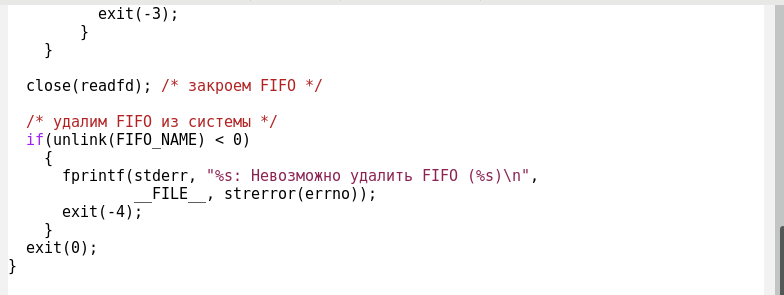 exit(-3);
}
}
close(readfd); /* закроем FIFO */
/* удалим FIFO из системы */
if(unlink(FIFO_NAME) < 0)
{
fprintf(stderr, "%s: Невозможно удалить FIFO (%s)\n",
__FILE__, strerror(errno));
exit(-4);
}
exit(0);
}